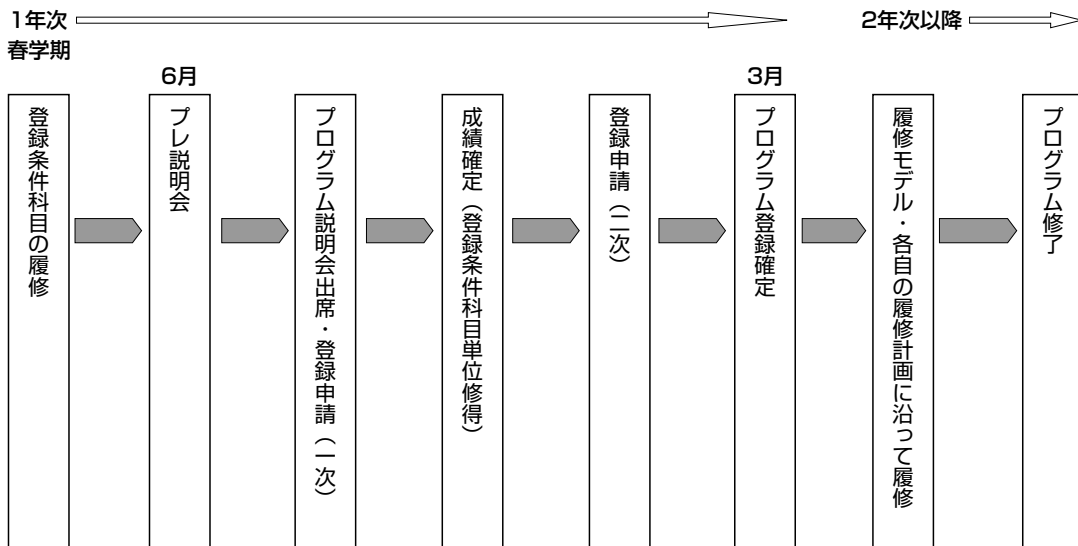 1年次
2年次以降
春学期
6月
3月
登録条件科目の履修
プレ説明会
プログラム説明会出席・登録申請（一次）
成績確定（登録条件科目単位修得）
登録申請（二次）
プログラム登録確定
履修モデル・各自の履修計画に沿って履修
プログラム修了